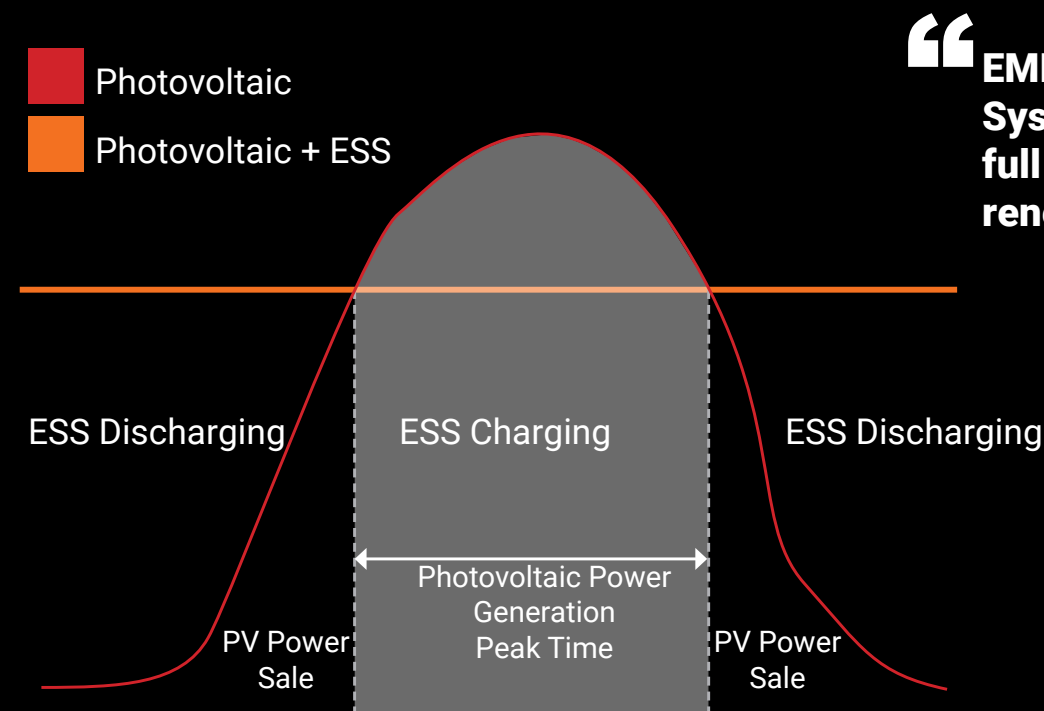 Photovoltaic
Photovoltaic + ESS
“
full
ESS Discharging
ESS Charging
ESS Discharging
Photovoltaic Power
Generation
Peak Time
PV Power
Sale
PV Power
Sale